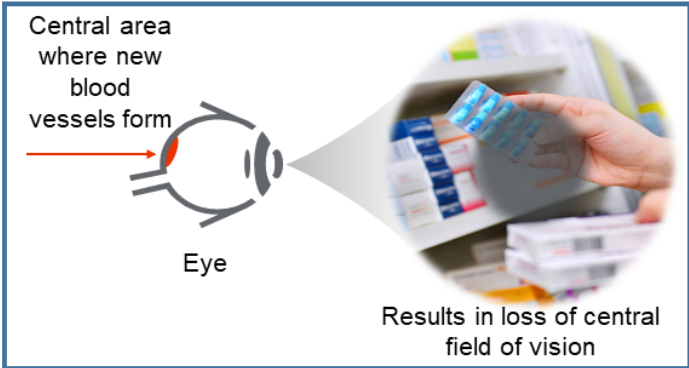 Central area
where new
blood
vessels form
Eye
Results in loss of central
field of vision